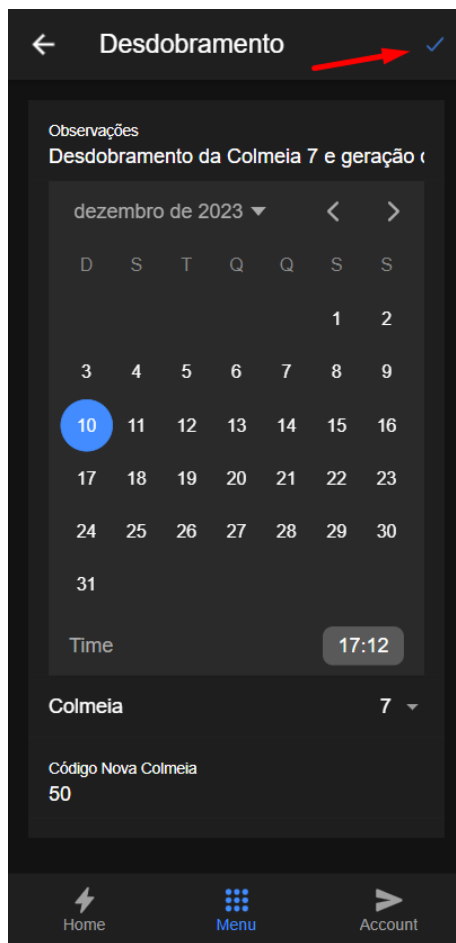 Desdobramento
Observações
Desdobramento da Colmeia 7 e geração
dezembro de 2023
D S T Q Q S S
1 2
3 4 5 6 7 8 9
10 11 12 13 14 15 16
17 18 19 20 21 22 23
24 25 26 27 28 29 30
31
Time 17:12
Colmeia 7
Código Nova Colmeia
50
Home Menu Account